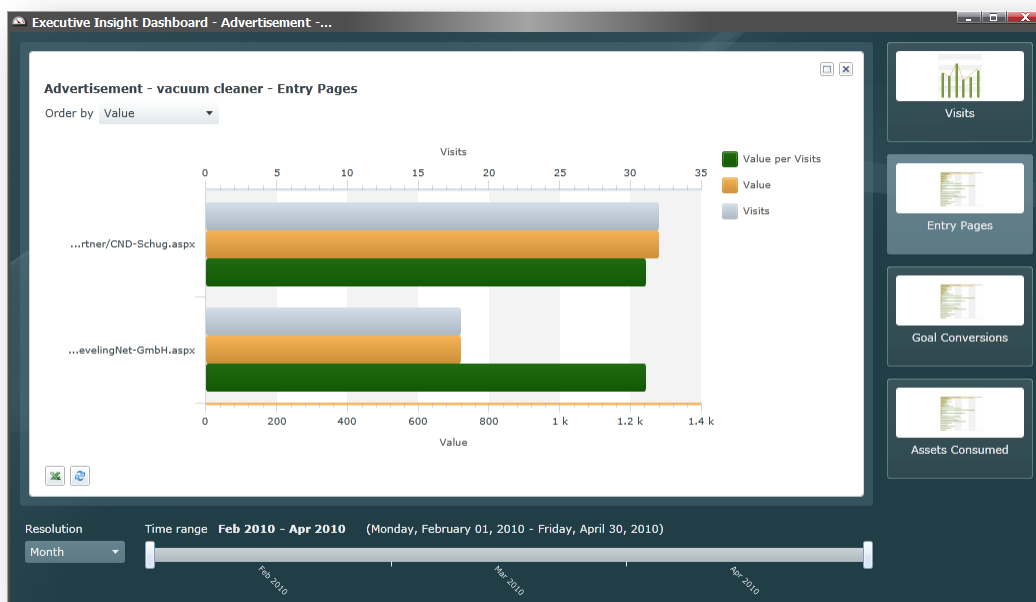 Executive Insight Dashboard - Advertisement -...
Advertisement - vacuum cleaner - Entry Pages
Order by Value
Visits
0 5 10 15 20 25 30 35
Value per Visits
Value
Visits
...rtner/CND-Schug.aspx
...evelingNet-GmbH.aspx
0 200 400 600 800 1 k 1.2 k 1.4 k
Value
Visits
Entry Pages
Goal Conversions
Assets Consumed
Resolution
Month
Time range Feb 2010 - Apr 2010 (Monday, February 01, 2010 - Friday, April 30, 2010)
Feb 2010
Mar 2010
Apr 2010